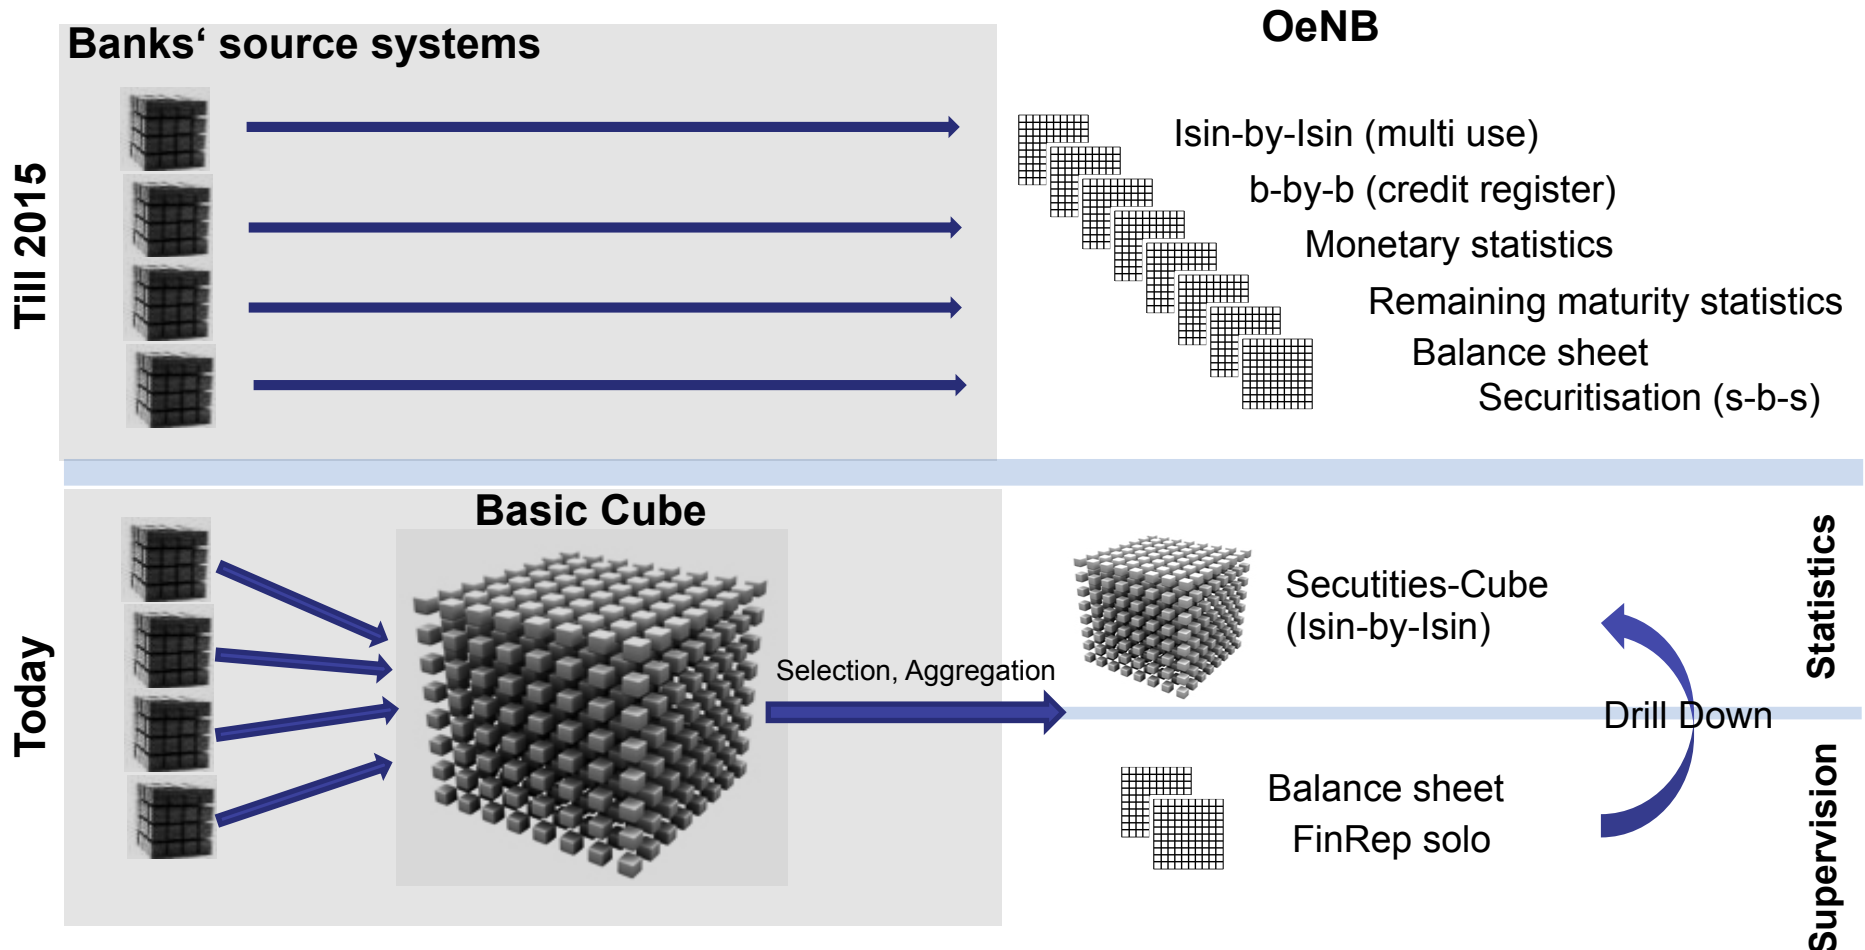 Banks‘ source systems
OeNB
Till 2015
Isin-by-Isin (multi use)
b-by-b (credit register)
Monetary statistics
Remaining maturity statistics
Balance sheet
Securitisation (s-b-s)
Today
Basic Cube
Selection, Aggregation
Secutities-Cube
(Isin-by-Isin)
Statistics
Drill Down
Balance sheet
FinRep solo
Supervision